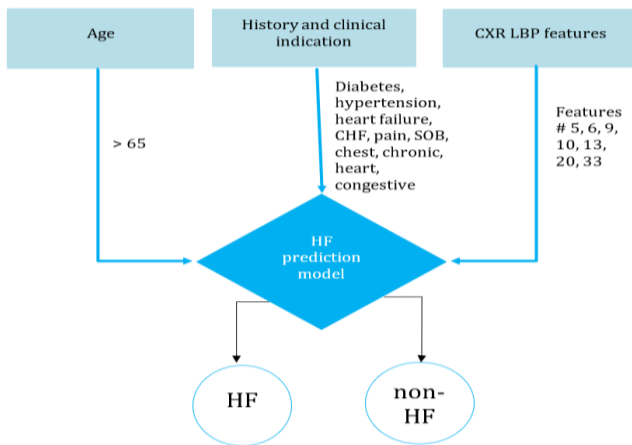 Age
History and clinical
indication
CXR LBP features
> 65
Diabetes,
hypertension,
heart failure,
CHF, pain, SOB,
chest, chronic,
heart,
congestive
Features
# 5, 6, 9,
10, 13,
20, 33
HF
prediction
model
HF
non-
HF